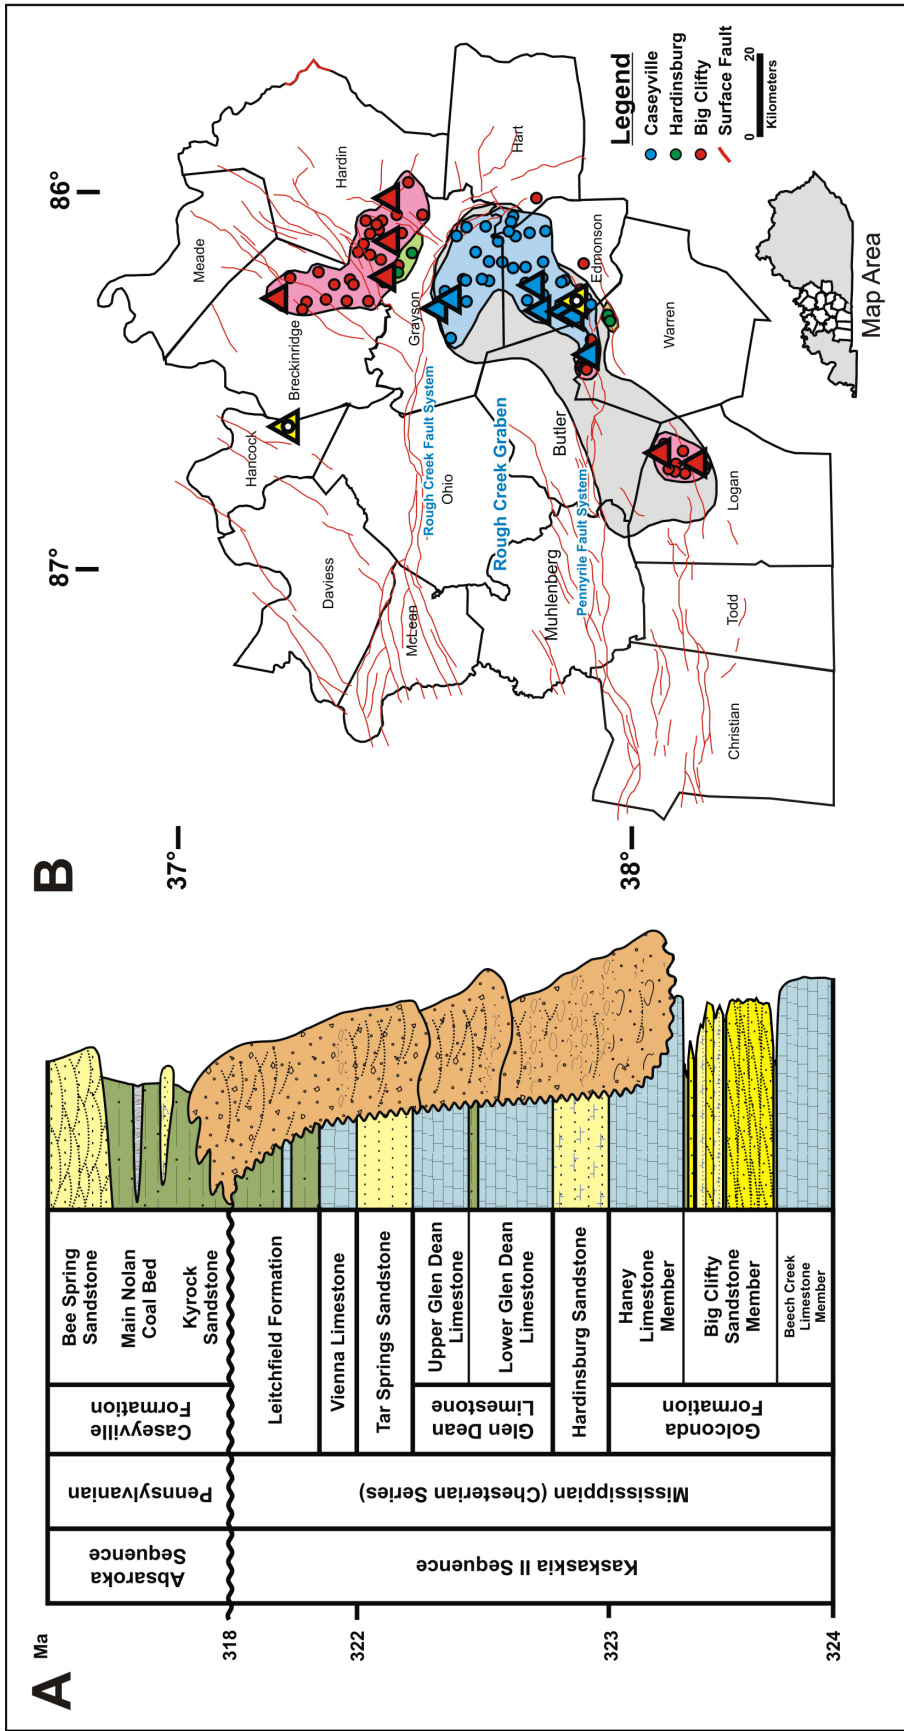 A
Ma
318
322
323
324
Absaroka
Sequence
Kaskaskia II Sequence
Pennsylvanian
Mississippian (Chesterian Series)
Caseyville
Formation
Glen Dean
Limestone
Golconda
Formation
Bee Spring
Sandstone
Main Nolan
Coal Bed
Kyrock
Sandstone
Leitchfield Formation
Vienna Limestone
Tar Springs Sandstone
Upper Glen Dean
Limestone
Lower Glen Dean
Limestone
Hardinsburg Sandstone
Haney
Limestone
Member
Big Clifty
Sandstone
Member
Beech Creek
Limestone
Member
B
87°
86°
37°
38°
Meade
Hardin
Breckinridge
Hancock
Daviess
McLean
Ohio
Grayson
Hart
Edmonson
Butler
Muhlenberg
Warren
Logan
Todd
Christian
Rough Creek Fault System
Rough Creek Graben
Pennyrile Fault System
Legend
Caseyville
Hardinsburg
Big Clifty
Surface Fault
0 20
Kilometers
Map Area